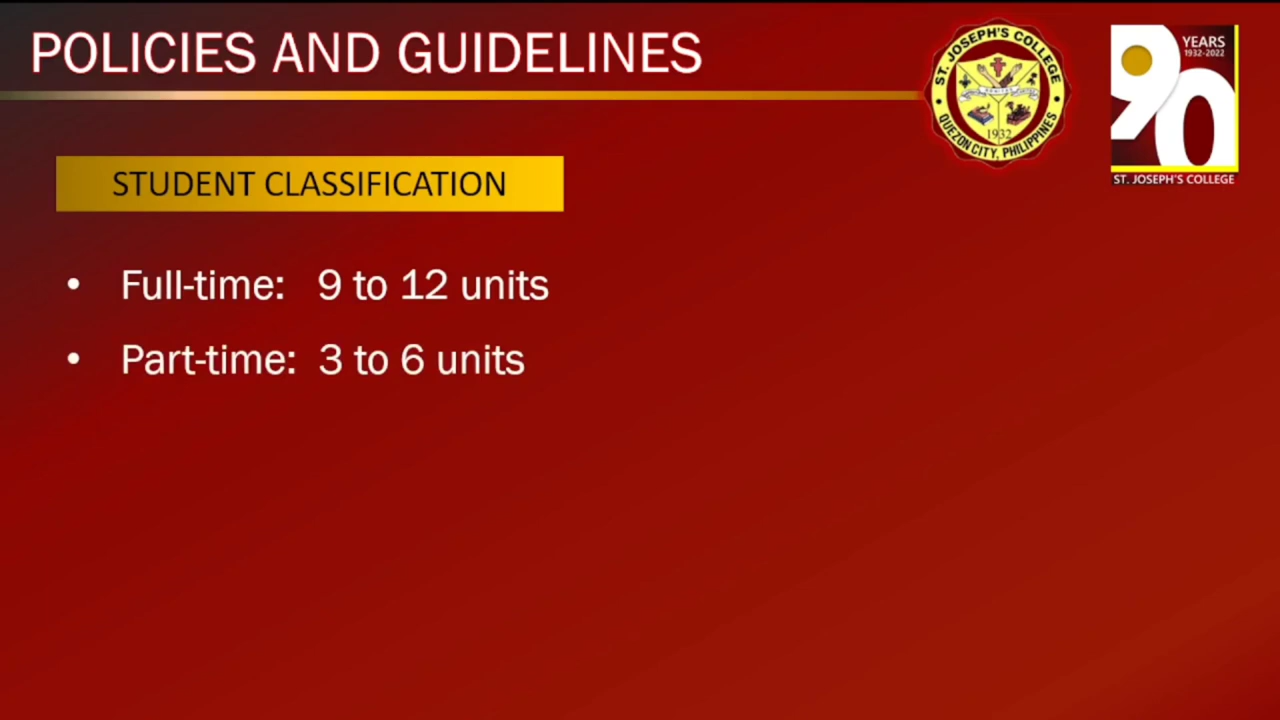 POLICIES AND GUIDELINES
ST. JOSEPH'S COLLEGE
QUEZON CITY, PHILIPPINES
1932
90
YEARS
1932-2022
ST. JOSEPH'S COLLEGE
STUDENT CLASSIFICATION
• Full-time: 9 to 12 units
• Part-time: 3 to 6 units